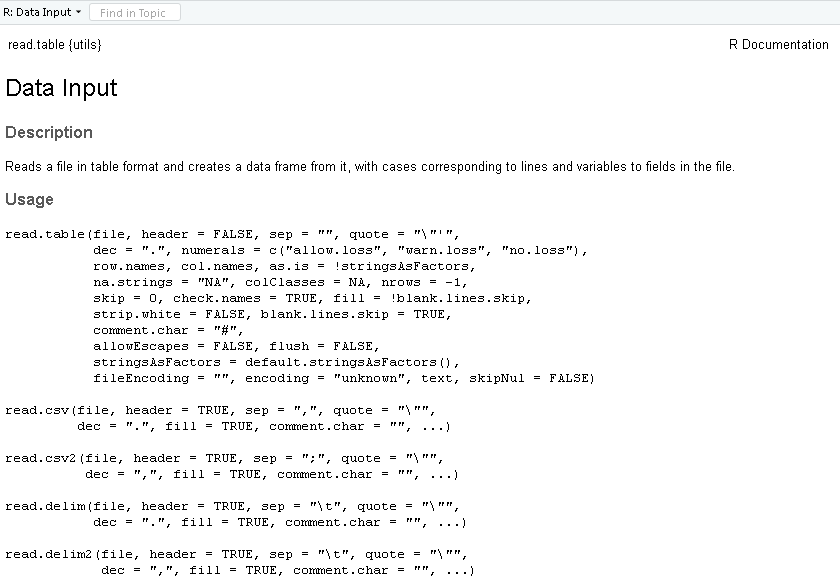 R: Data Input Find in Topic
read.table {utils} R Documentation
Data Input
Description
Reads a file in table format and creates a data frame from it, with cases corresponding to lines and variables to fields in the file.
Usage
read.table(file, header = FALSE, sep = "", quote = "\"'",
dec = ".", numerals = c("allow.loss", "warn.loss", "no.loss"),
row.names, col.names, as.is = !stringsAsFactors,
na.strings = "NA", colClasses = NA, nrows = -1,
skip = 0, check.names = TRUE, fill = !blank.lines.skip,
strip.white = FALSE, blank.lines.skip = TRUE,
comment.char = "#",
allowEscapes = FALSE, flush = FALSE,
stringsAsFactors = default.stringsAsFactors(),
fileEncoding = "", encoding = "unknown", text, skipNul = FALSE)
read.csv(file, header = TRUE, sep = ",", quote = "\"",
dec = ".", fill = TRUE, comment.char = "", ...)
read.csv2(file, header = TRUE, sep = ";", quote = "\"",
dec = ",", fill = TRUE, comment.char = "", ...)
read.delim(file, header = TRUE, sep = "\t", quote = "\"",
dec = ".", fill = TRUE, comment.char = "", ...)
read.delim2(file, header = TRUE, sep = "\t", quote = "\"",
dec = ",", fill = TRUE, comment.char = "", ...)